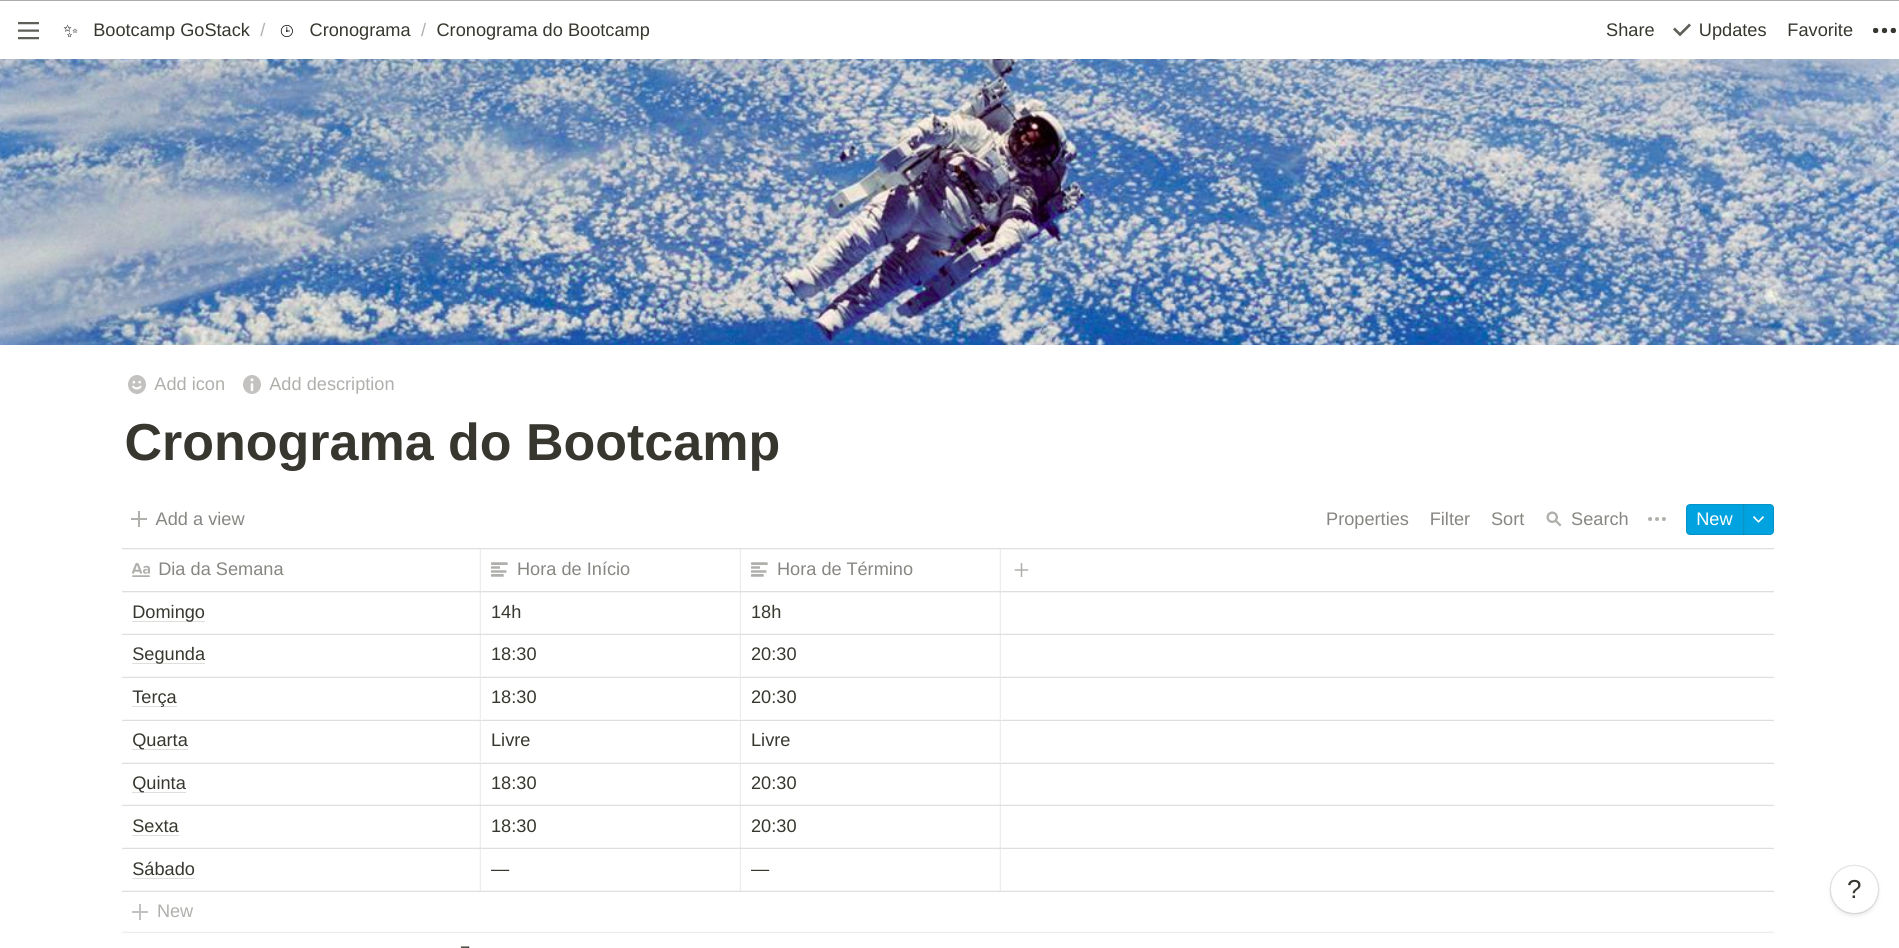 Bootcamp GoStack / Cronograma / Cronograma do Bootcamp Share Updates Favorite
Add icon Add description
Cronograma do Bootcamp
Add a view Properties Filter Sort Search New
Aa Dia da Semana Hora de Início Hora de Término
Domingo 14h 18h
Segunda 18:30 20:30
Terça 18:30 20:30
Quarta Livre Livre
Quinta 18:30 20:30
Sexta 18:30 20:30
Sábado — —
New
?